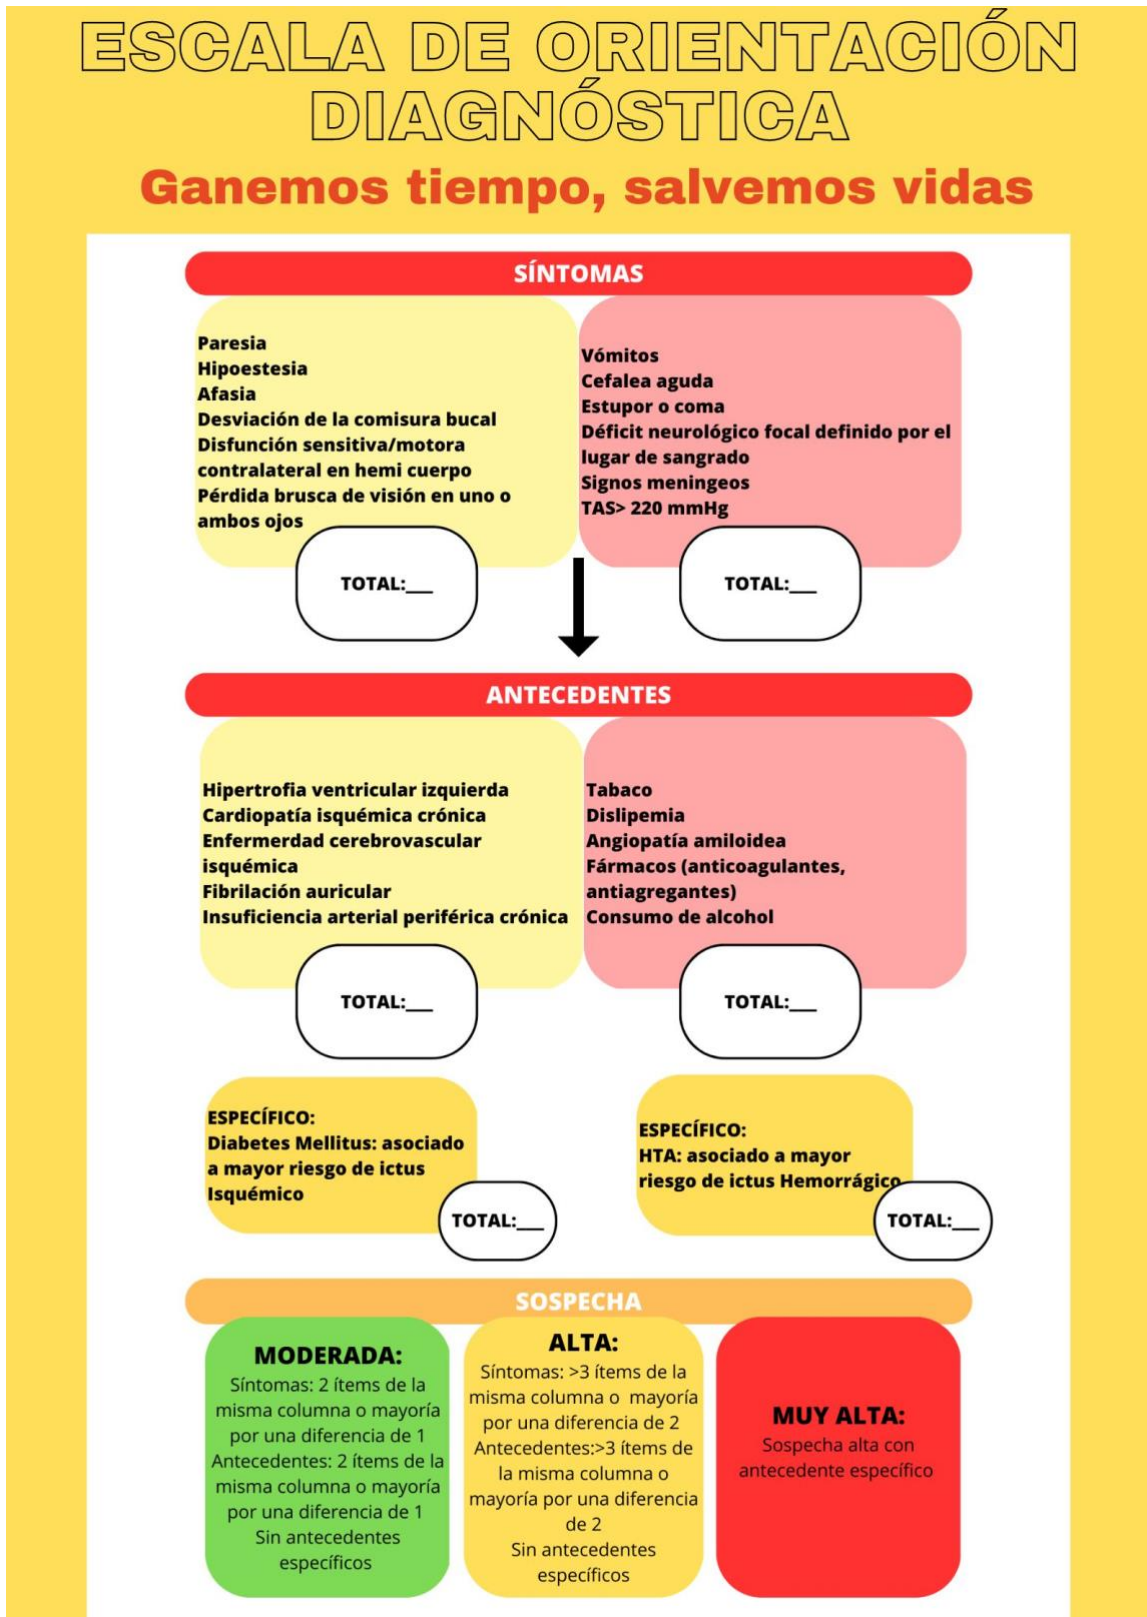 ESCALA DE ORIENTACIÓN
DIAGNÓSTICA
Ganemos tiempo, salvemos vidas
SÍNTOMAS
Paresia
Hipoestesia
Afasia
Desviación de la comisura bucal
Disfunción sensitiva/motora
contralateral en hemi cuerpo
Pérdida brusca de visión en uno o
ambos ojos
TOTAL:___
Vómitos
Cefalea aguda
Estupor o coma
Déficit neurológico focal definido por el
lugar de sangrado
Signos meningeos
TAS> 220 mmHg
TOTAL:___
ANTECEDENTES
Hipertrofia ventricular izquierda
Cardiopatía isquémica crónica
Enfermerdad cerebrovascular
isquémica
Fibrilación auricular
Insuficiencia arterial periférica crónica
TOTAL:___
Tabaco
Dislipemia
Angiopatía amiloidea
Fármacos (anticoagulantes,
antiagregantes)
Consumo de alcohol
TOTAL:___
ESPECÍFICO:
Diabetes Mellitus: asociado
a mayor riesgo de ictus
Isquémico
TOTAL:___
ESPECÍFICO:
HTA: asociado a mayor
riesgo de ictus Hemorrágico
TOTAL:___
SOSPECHA
MODERADA:
Síntomas: 2 ítems de la
misma columna o mayoría
por una diferencia de 1
Antecedentes: 2 ítems de la
misma columna o mayoría
por una diferencia de 1
Sin antecedentes
específicos
ALTA:
Síntomas: >3 ítems de la
misma columna o mayoría
por una diferencia de 2
Antecedentes:>3 ítems de
la misma columna o
mayoría por una diferencia
de 2
Sin antecedentes
específicos
MUY ALTA:
Sospecha alta con
antecedente específico